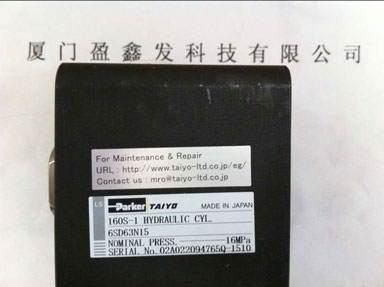 厦门盈鑫发科技有限公司
For Maintenance & Repair
URL : http://www.taiyo-ltd.co.jp/eg/
Contact us : mro@taiyo-ltd.co.jp
LS
Parker TAIYO MADE IN JAPAN
160S-1 HYDRAULIC CYL.
6SD63N15
NOMINAL PRESS. 16MPa
SERIAL No. 02A022094765Q-1510